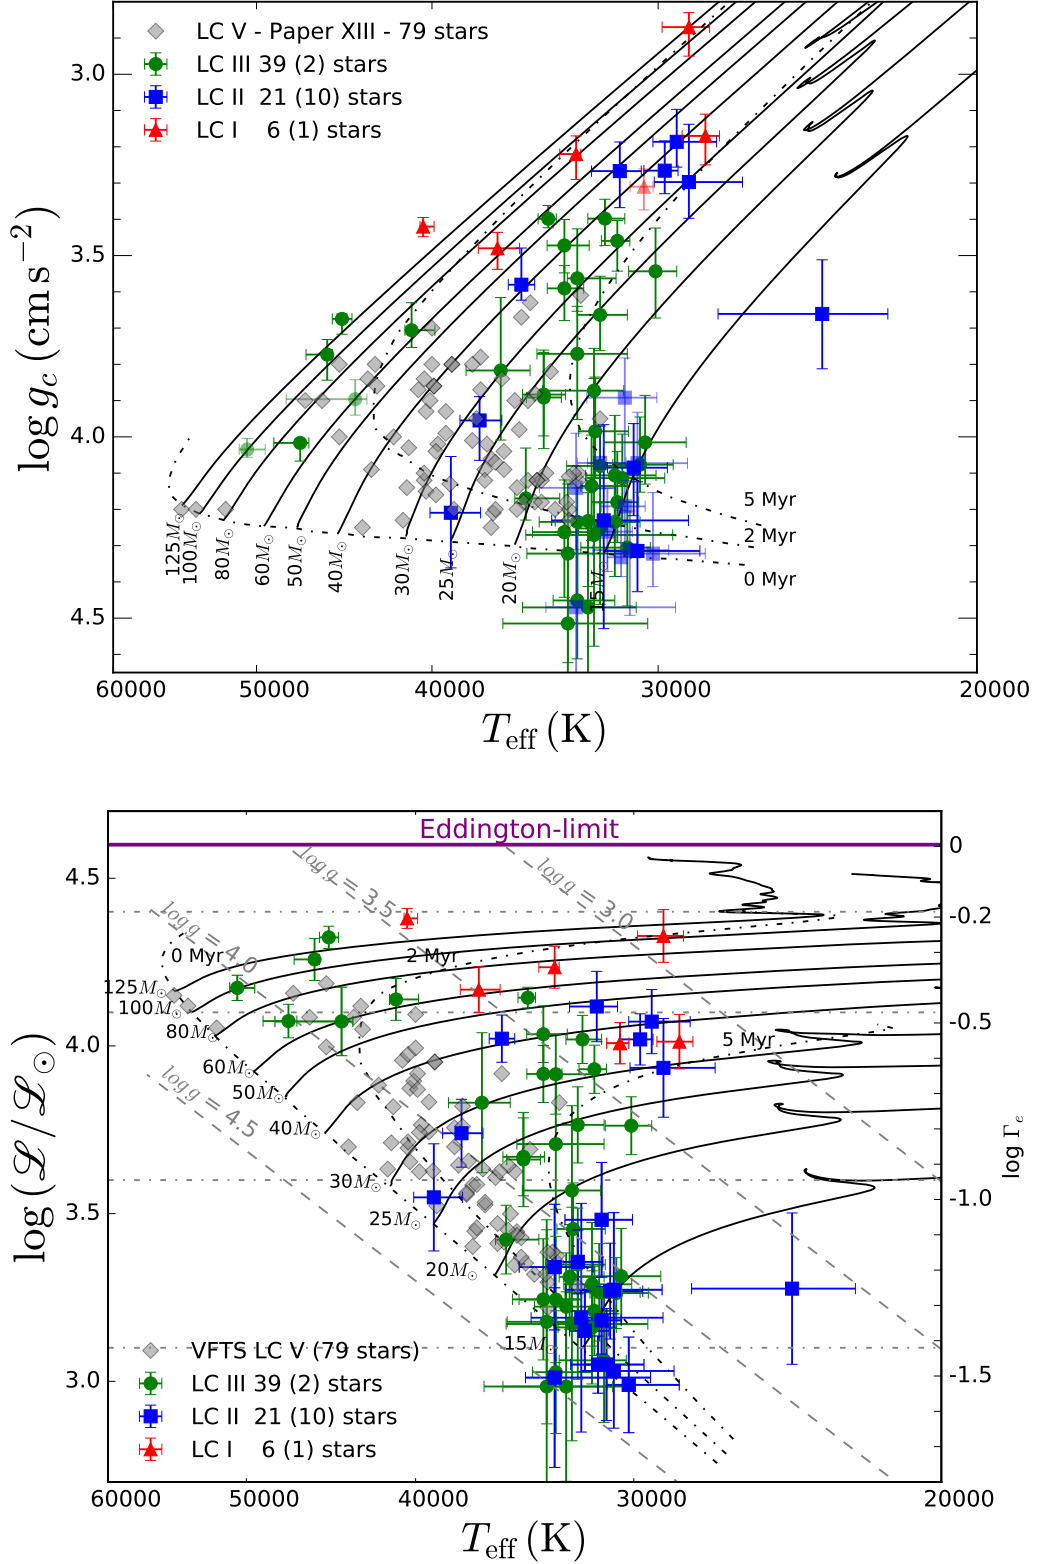 LC V - Paper XIII - 79 stars
LC III 39 (2) stars
LC II 21 (10) stars
LC I 6 (1) stars
3.0
3.5
4.0
4.5
log g_c (cm s^{-2})
125M⊙
100M⊙
80M⊙
60M⊙
50M⊙
40M⊙
30M⊙
25M⊙
20M⊙
15M⊙
5 Myr
2 Myr
0 Myr
60000 50000 40000 30000 20000
T_eff (K)
Eddington-limit
log g = 4.0
log g = 3.5
log g = 3.0
log g = 4.5
0 Myr
2 Myr
5 Myr
125M⊙
100M⊙
80M⊙
60M⊙
50M⊙
40M⊙
30M⊙
25M⊙
20M⊙
15M⊙
4.5
4.0
3.5
3.0
log (ℒ/ℒ⊙)
0
-0.2
-0.5
-1.0
-1.5
log Γ_e
VFTS LC V (79 stars)
LC III 39 (2) stars
LC II 21 (10) stars
LC I 6 (1) stars
60000 50000 40000 30000 20000
T_eff (K)